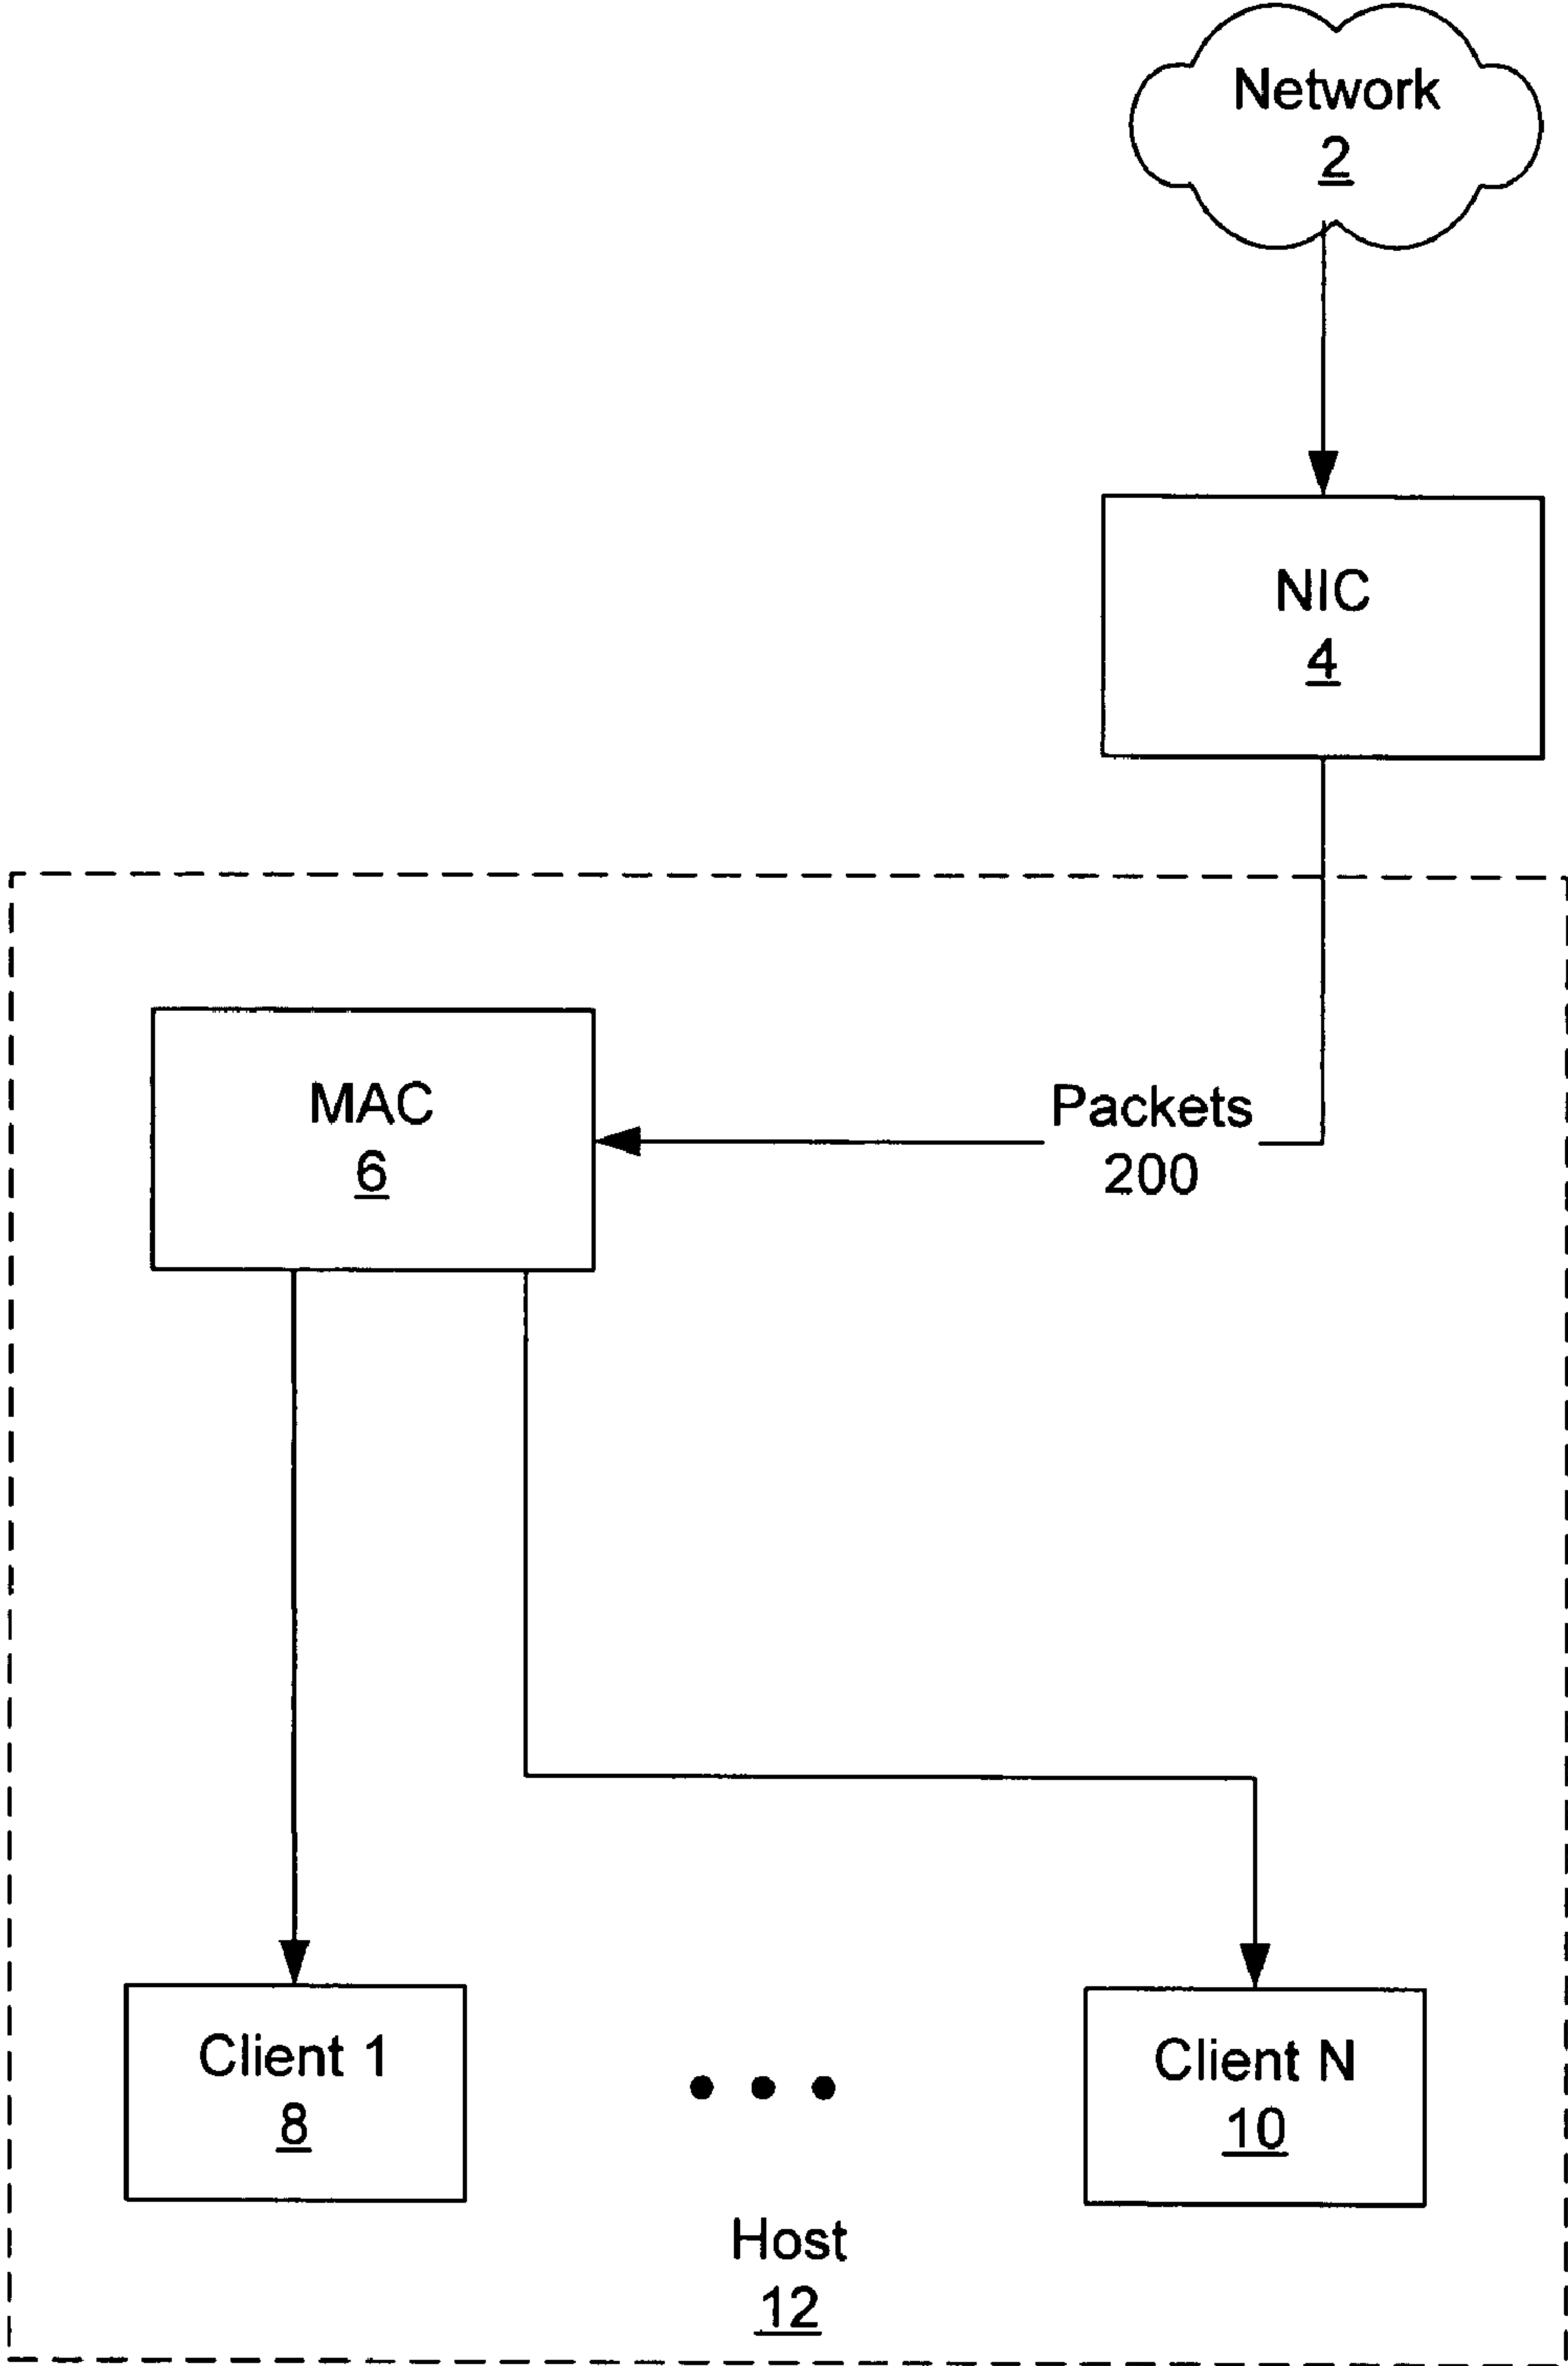 Network
2
NIC
4
MAC
6
Packets
200
Client 1
8
Client N
10
Host
12